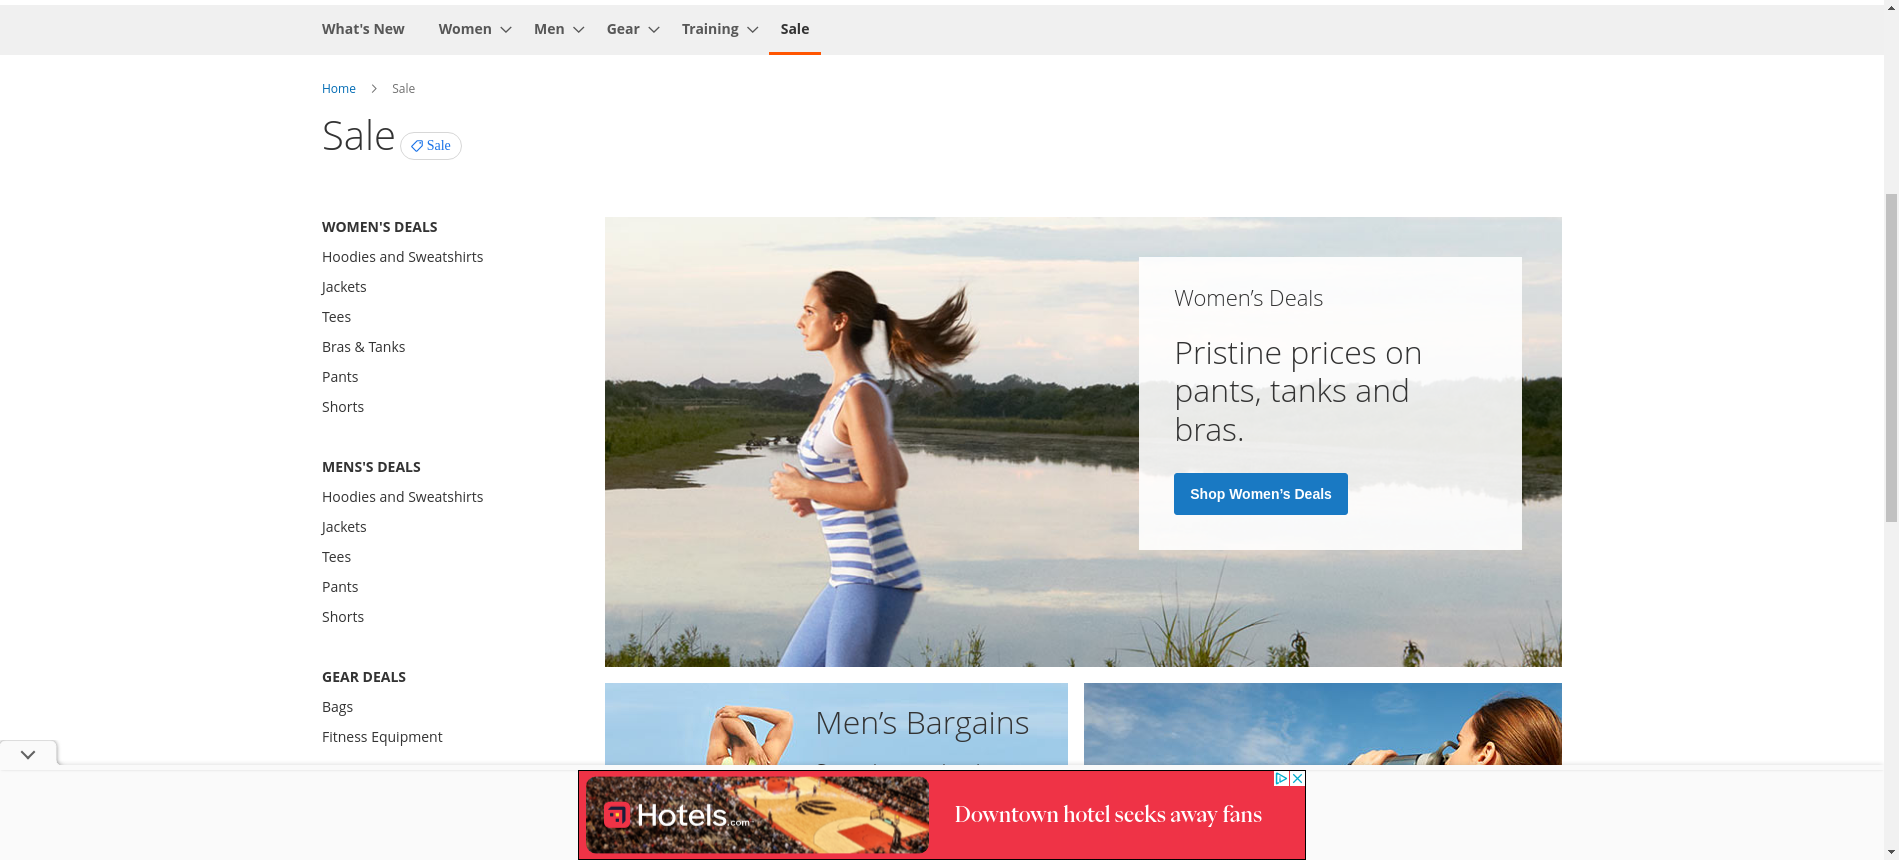 What's New Women Men Gear Training Sale
Home Sale
Sale Sale
WOMEN'S DEALS
Hoodies and Sweatshirts
Jackets
Tees
Bras & Tanks
Pants
Shorts
MENS'S DEALS
Hoodies and Sweatshirts
Jackets
Tees
Pants
Shorts
GEAR DEALS
Bags
Fitness Equipment
Women's Deals
Pristine prices on
pants, tanks and
bras.
Shop Women's Deals
Men's Bargains
Hotels.com
Downtown hotel seeks away fans